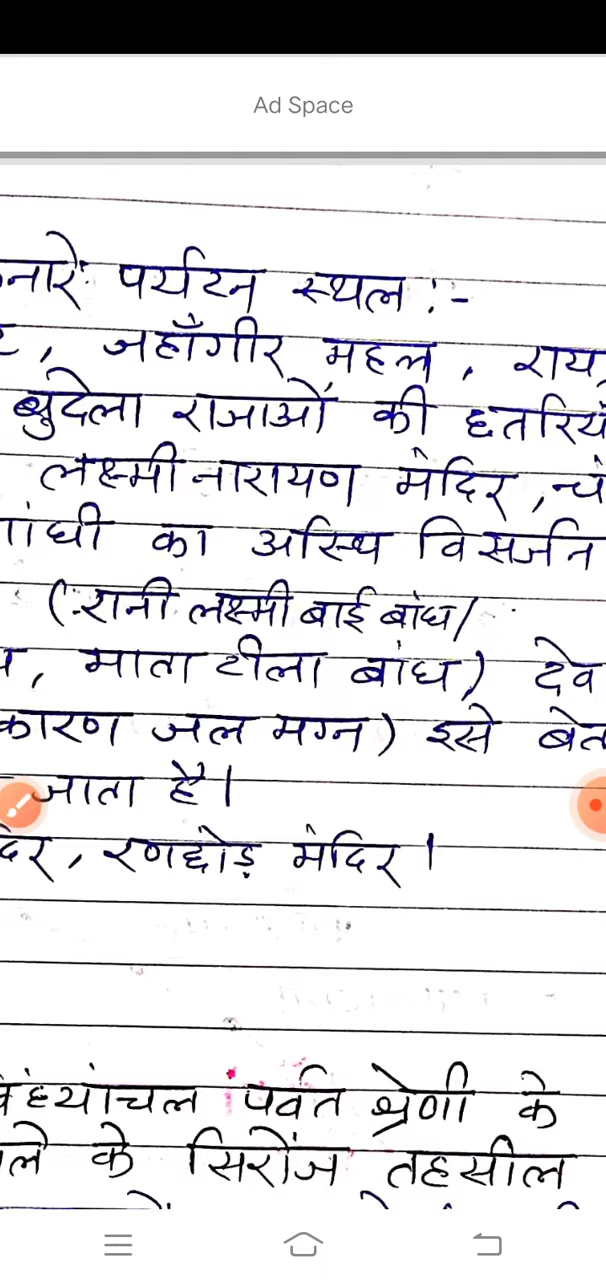 Ad Space
नारे: पर्यटन स्थल :-
, जहाँगीर महल, राय,
बुदेला राजाओं की छतरिय
लक्ष्मी नारायण मंदिर,
गांधी का अस्थि विसर्जन
(रानी लक्ष्मी बाई बांध/
, माता टीला बांध) देव
कारण जल मग्न) इसे बेत
जाता है।
दिर, रणछोड़ मंदिर।
विंध्यांचल पर्वत श्रेणी के
ले के सिरोंज तहसील